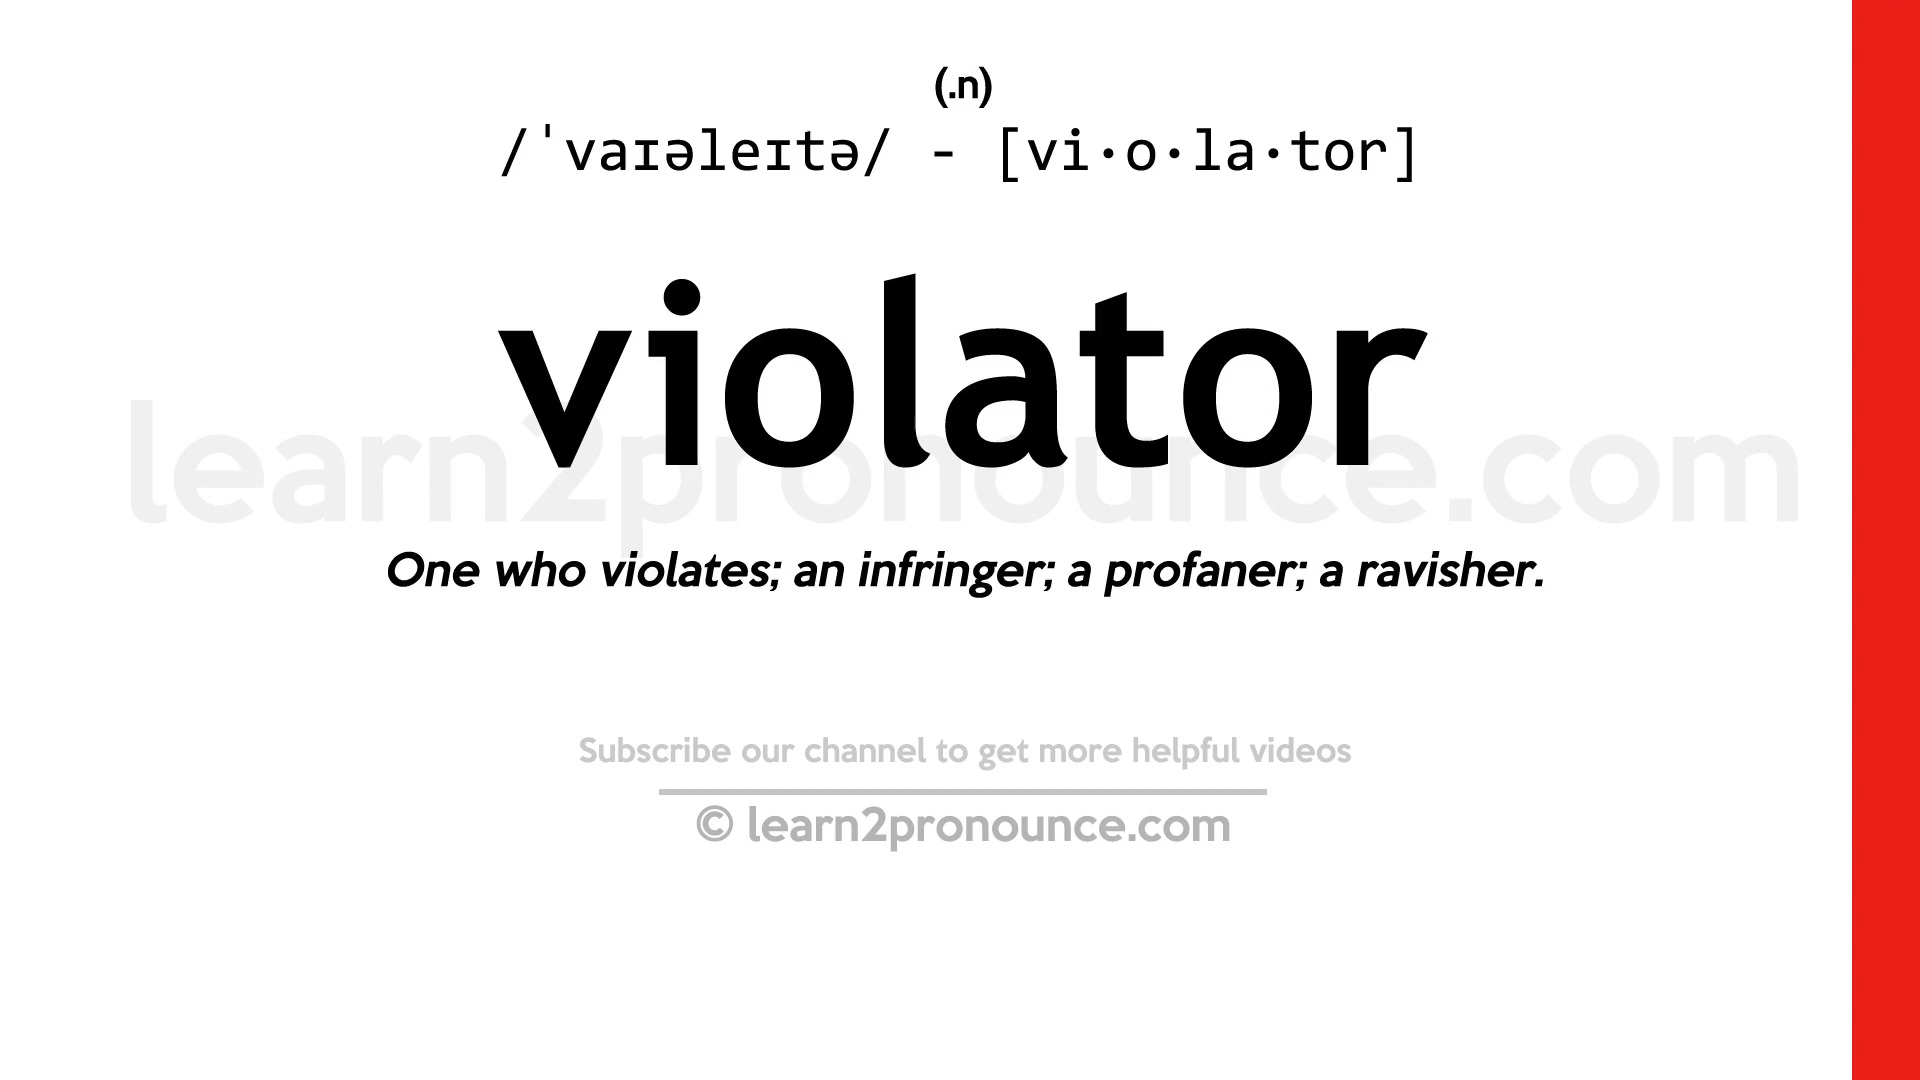 (.n)
/ˈvaɪəleɪtə/ - [vi·o·la·tor]
violator
learn2pronounce.com
One who violates; an infringer; a profaner; a ravisher.
Subscribe our channel to get more helpful videos
© learn2pronounce.com